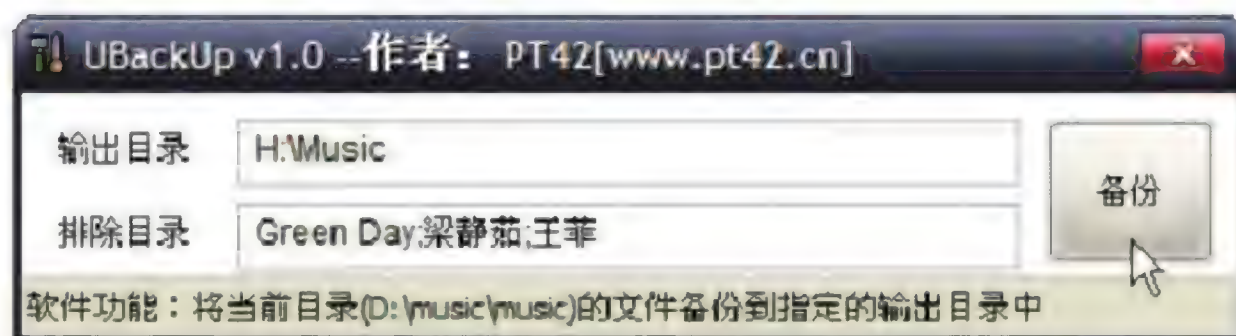 UBackUp v1.0 --作者： PT42[www.pt42.cn]
输出目录 H:\Music
备份
排除目录 Green Day;梁静茹;王菲
软件功能：将当前目录(D:\music\music)的文件备份到指定的输出目录中